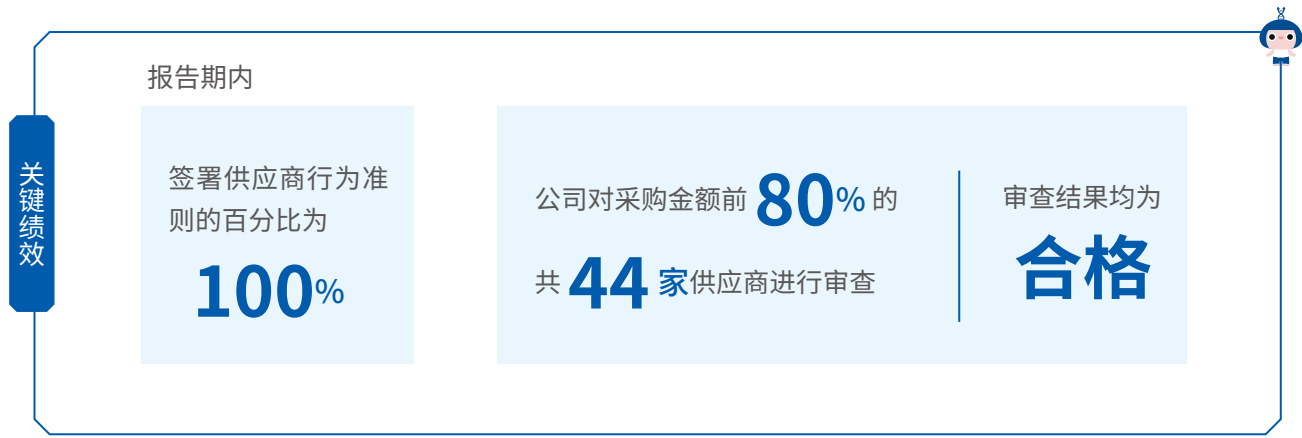 报告期内
关键绩效
签署供应商行为准
则的百分比为
100%
公司对采购金额前 80% 的
共 44 家供应商进行审查
审查结果均为
合格